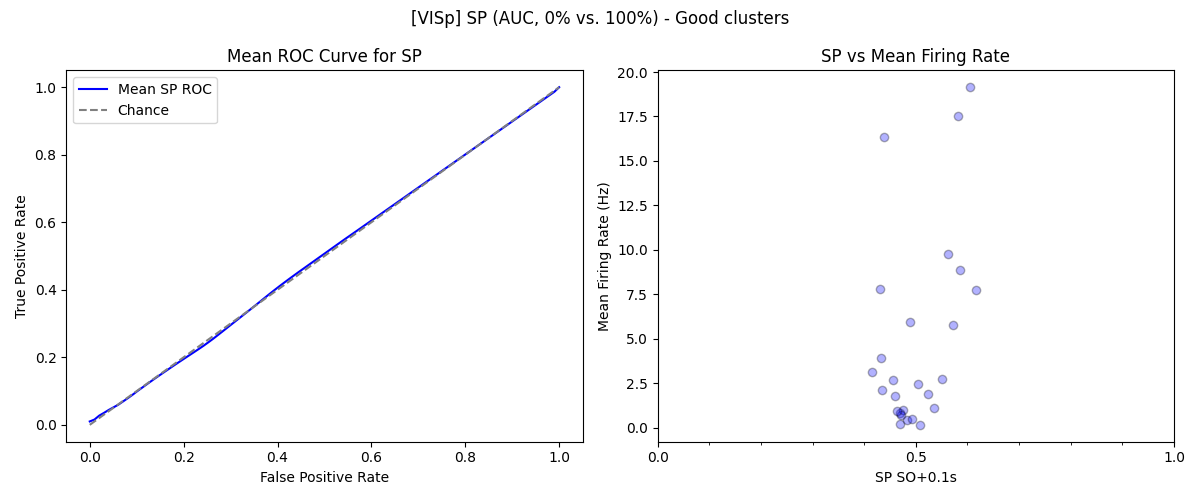 [VISp] SP (AUC, 0% vs. 100%) - Good clusters
Mean ROC Curve for SP
Mean SP ROC
Chance
True Positive Rate
1.0
0.8
0.6
0.4
0.2
0.0
0.0 0.2 0.4 0.6 0.8 1.0
False Positive Rate
SP vs Mean Firing Rate
Mean Firing Rate (Hz)
20.0
17.5
15.0
12.5
10.0
7.5
5.0
2.5
0.0
0.0 0.5 1.0
SP SO+0.1s